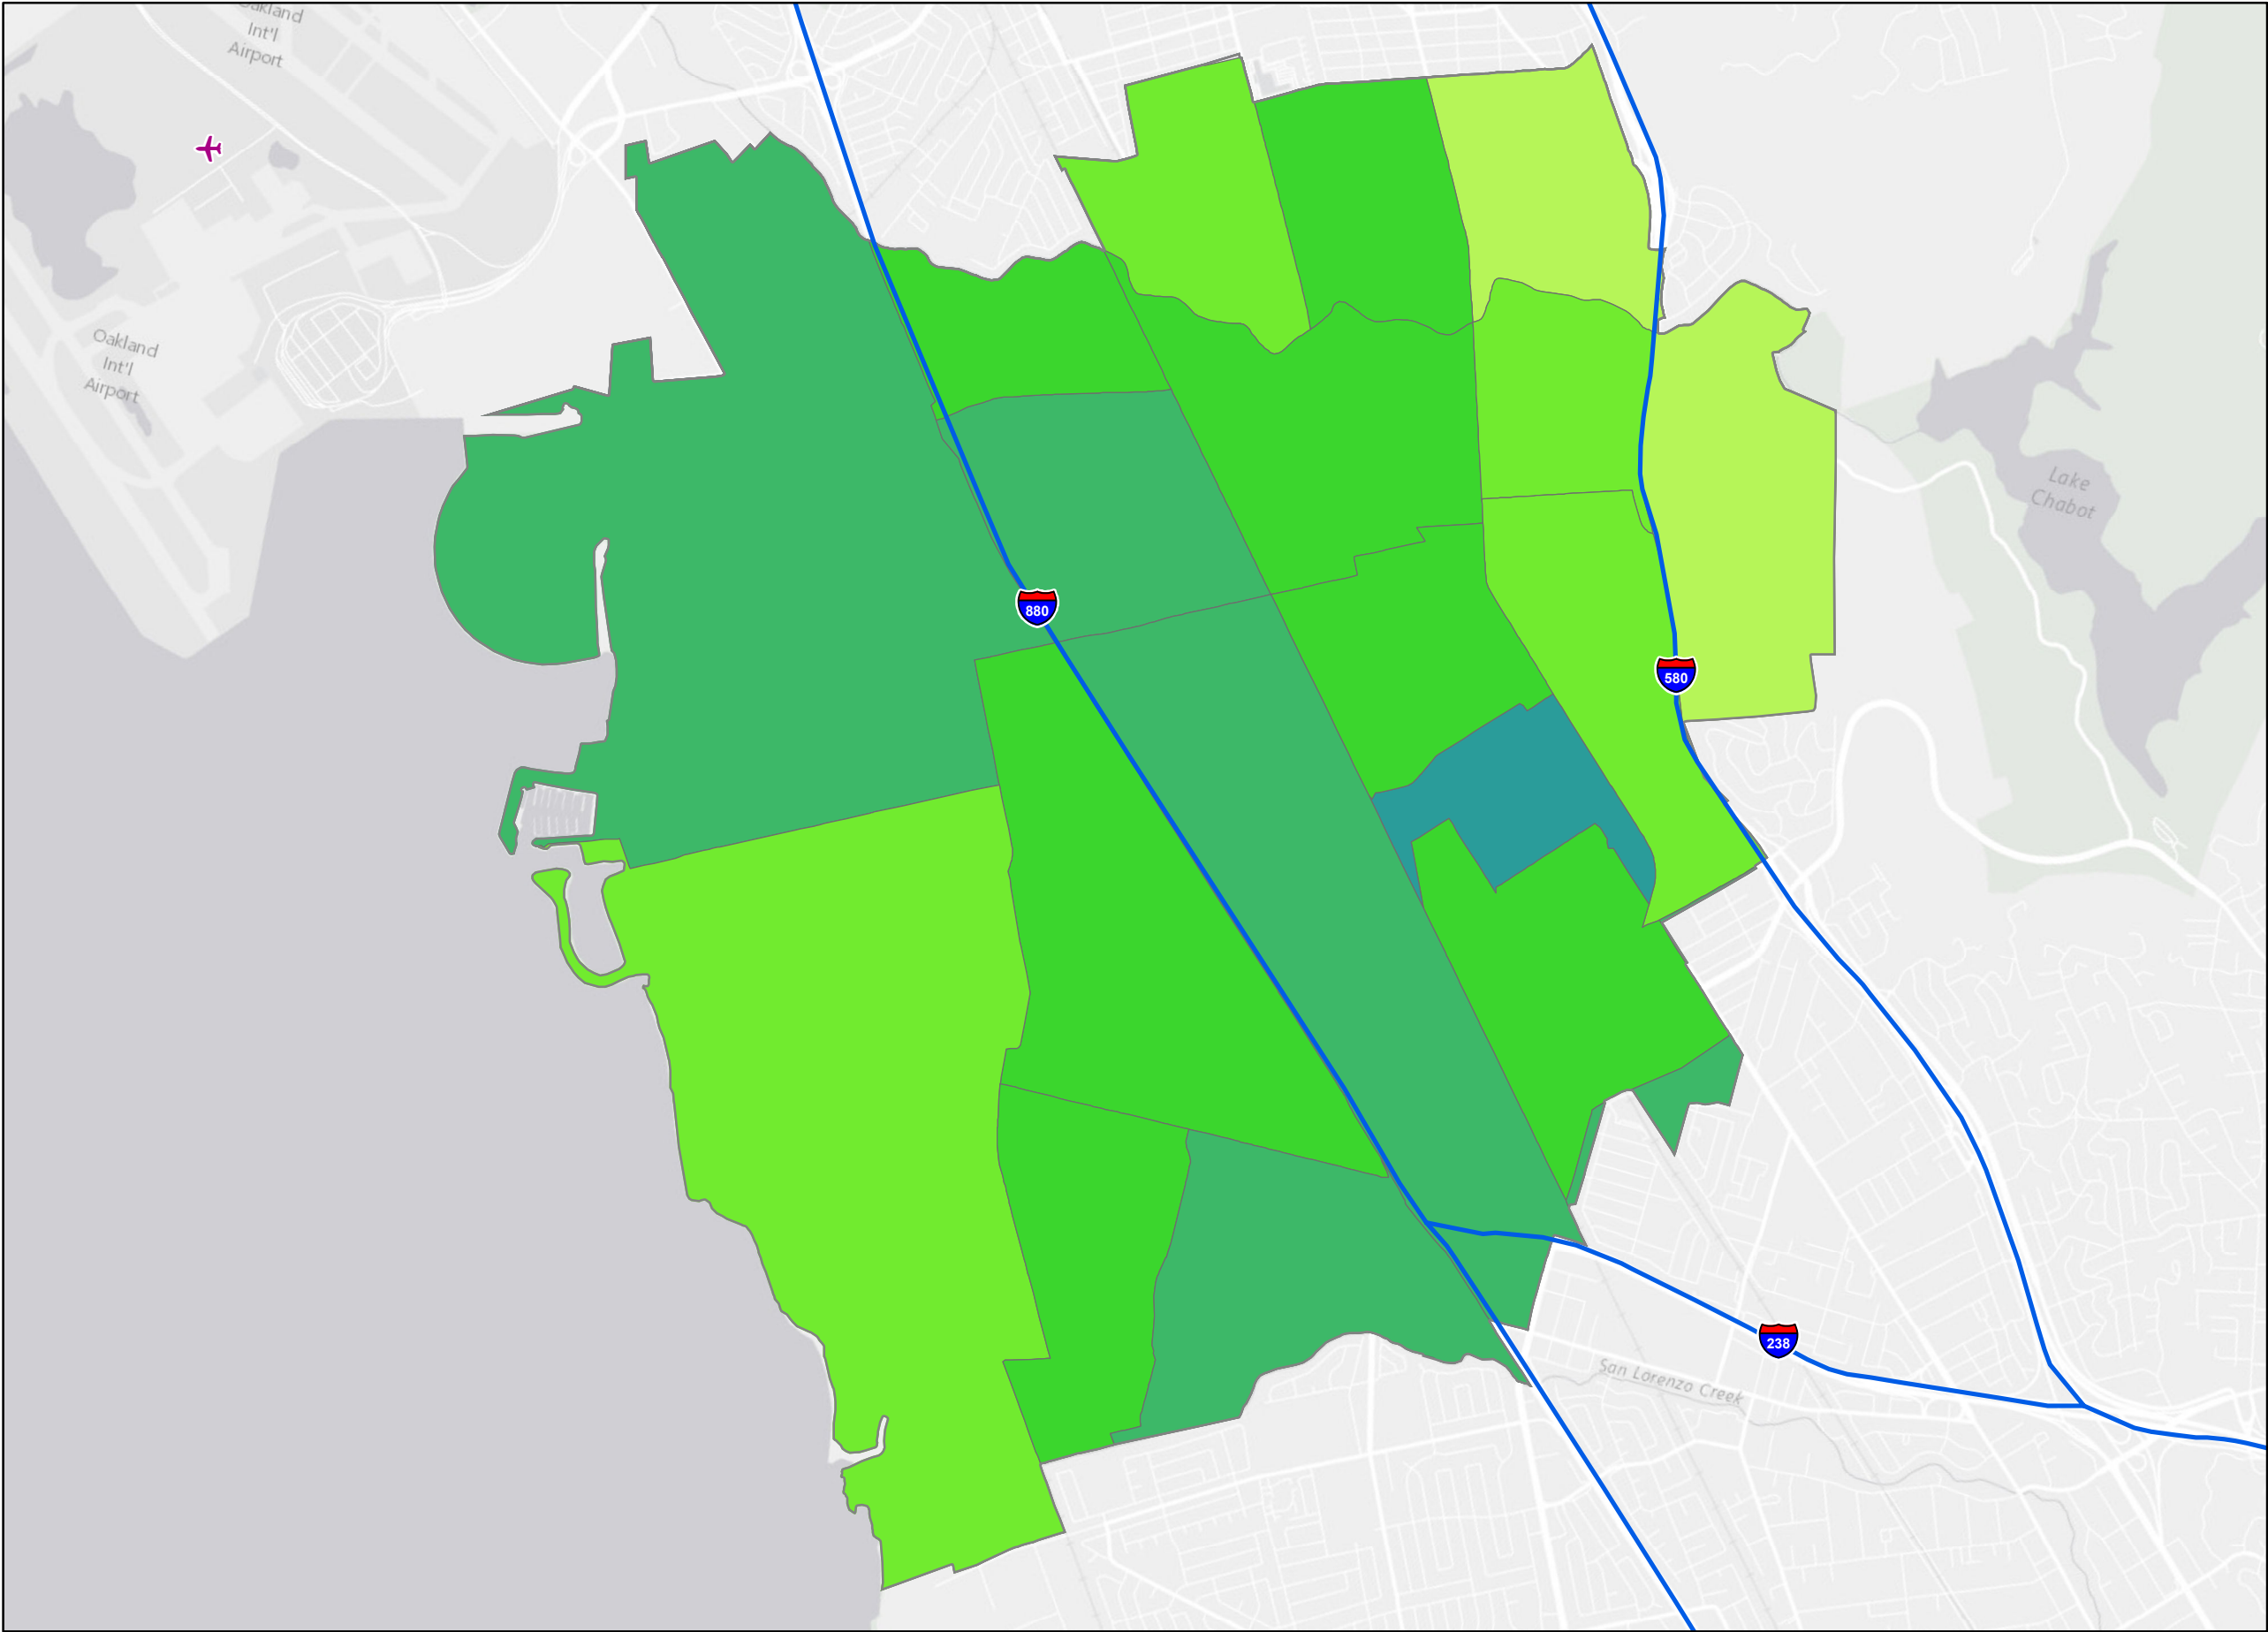 Oakland
Int'l
Airport
Oakland
Int'l
Airport
Lake
Chabot
880
580
238
San Lorenzo Creek